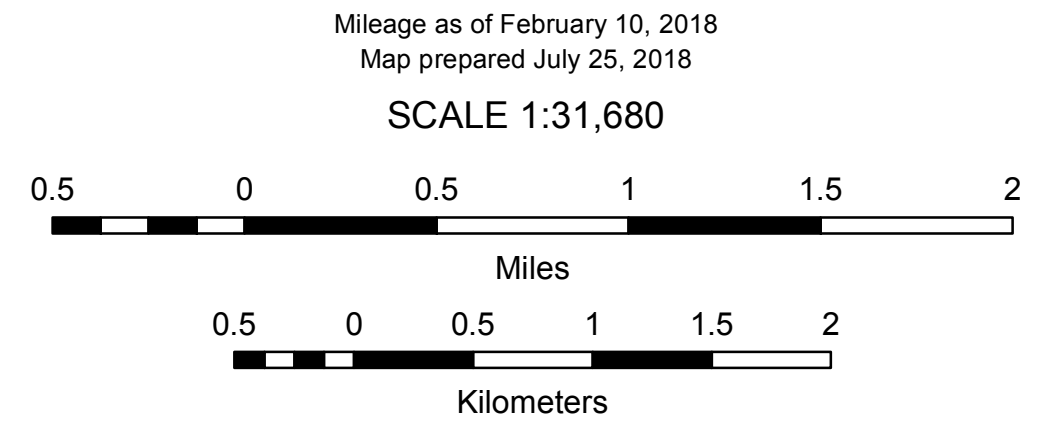 Mileage as of February 10, 2018
Map prepared July 25, 2018
SCALE 1:31,680
0.5 0 0.5 1 1.5 2
Miles
0.5 0 0.5 1 1.5 2
Kilometers